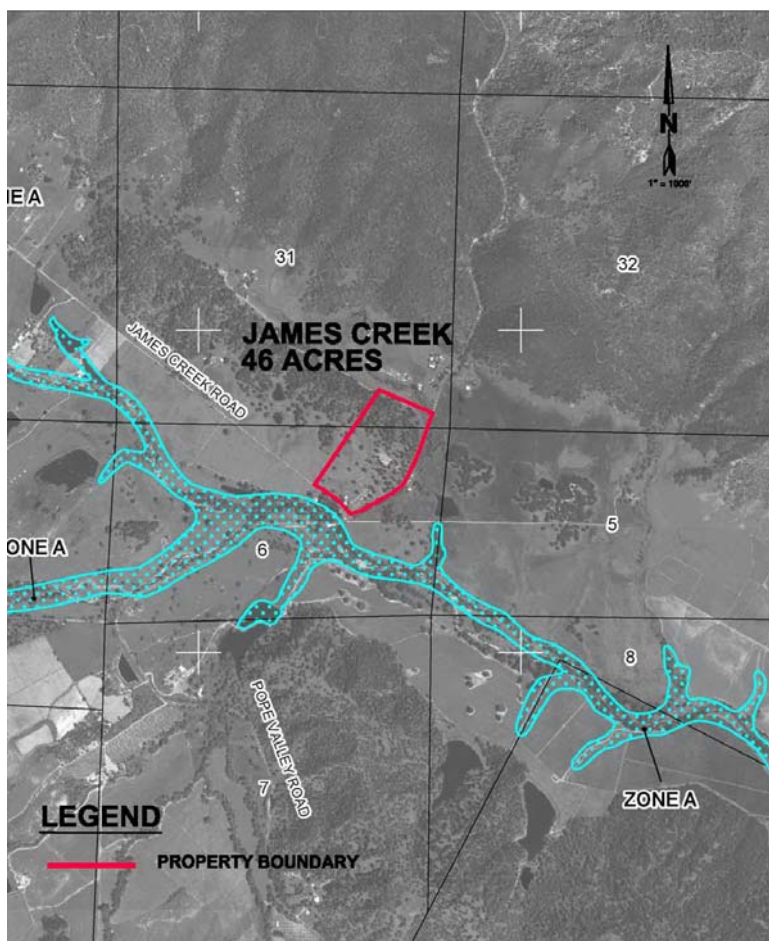 N
1" = 1000'
NE A
31
32
JAMES CREEK
46 ACRES
JAMES CREEK ROAD
ZONE A
6
5
8
POPE VALLEY ROAD
7
ZONE A
LEGEND
PROPERTY BOUNDARY